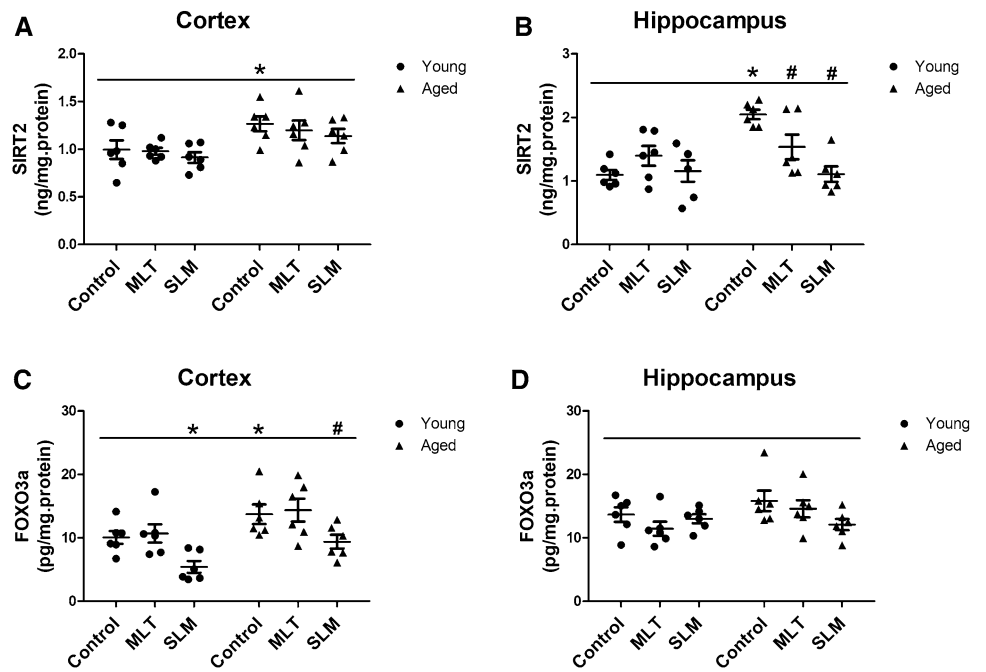 A
Cortex
SIRT2
(ng/mg.protein)
2.0
1.5
1.0
0.5
0.0
*
Young
Aged
Control
MLT
SLM
Control
MLT
SLM
B
Hippocampus
SIRT2
(ng/mg.protein)
3
2
1
0
* # #
Young
Aged
Control
MLT
SLM
Control
MLT
SLM
C
Cortex
FOXO3a
(pg/mg.protein)
30
20
10
0
* * #
Young
Aged
Control
MLT
SLM
Control
MLT
SLM
D
Hippocampus
FOXO3a
(pg/mg.protein)
30
20
10
0
Young
Aged
Control
MLT
SLM
Control
MLT
SLM